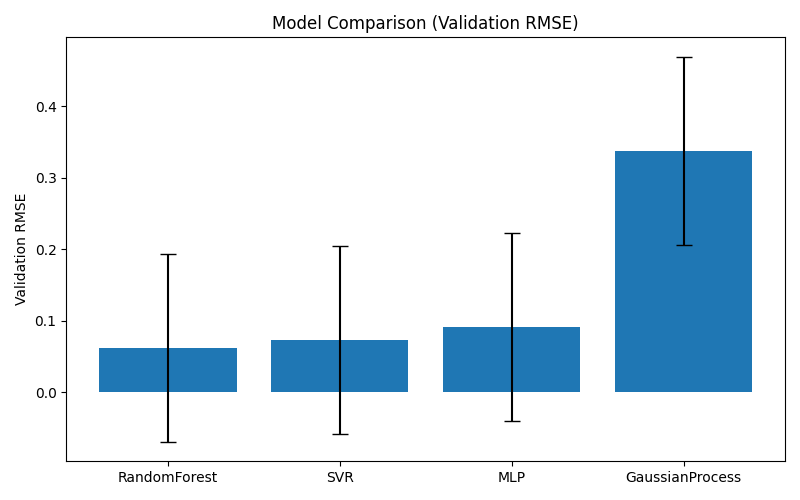 Model Comparison (Validation RMSE)
Validation RMSE
0.4
0.3
0.2
0.1
0.0
RandomForest
SVR
MLP
GaussianProcess